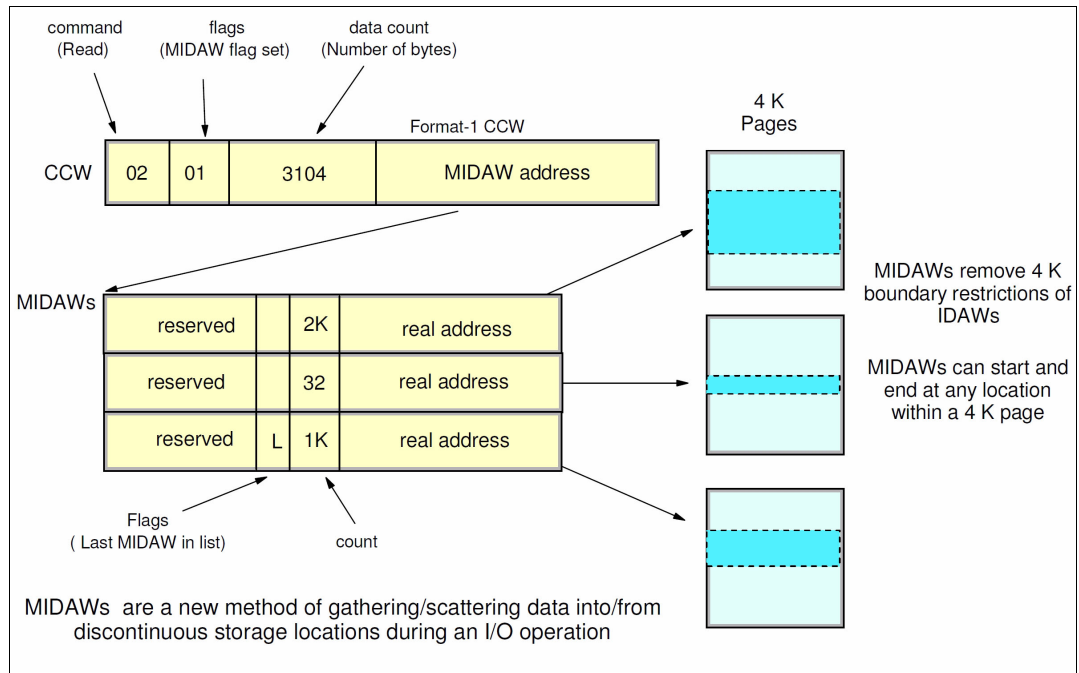 command
(Read)
flags
(MIDAW flag set)
data count
(Number of bytes)
Format-1 CCW
CCW
02
01
3104
MIDAW address
4 K
Pages
MIDAWs
reserved
2K
real address
reserved
32
real address
reserved
L
1K
real address
Flags
( Last MIDAW in list)
count
MIDAWs remove 4 K
boundary restrictions of
IDAWs
MIDAWs can start and
end at any location
within a 4 K page
MIDAWs are a new method of gathering/scattering data into/from
discontinuous storage locations during an I/O operation